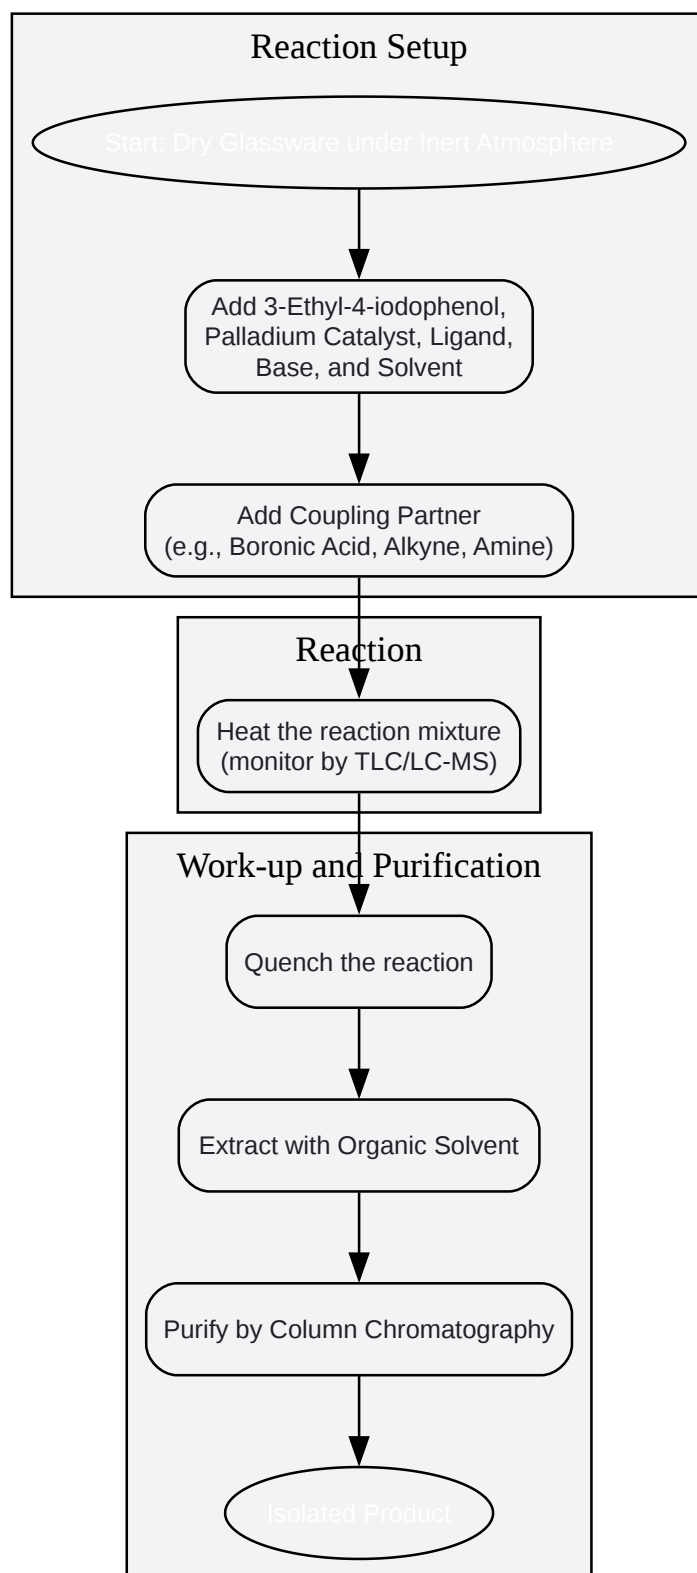 Reaction Setup
Start: Dry Glassware under Inert Atmosphere
Add 3-Ethyl-4-iodophenol,
Palladium Catalyst, Ligand,
Base, and Solvent
Add Coupling Partner
(e.g., Boronic Acid, Alkyne, Amine)
Reaction
Heat the reaction mixture
(monitor by TLC/LC-MS)
Work-up and Purification
Quench the reaction
Extract with Organic Solvent
Purify by Column Chromatography
Isolated Product